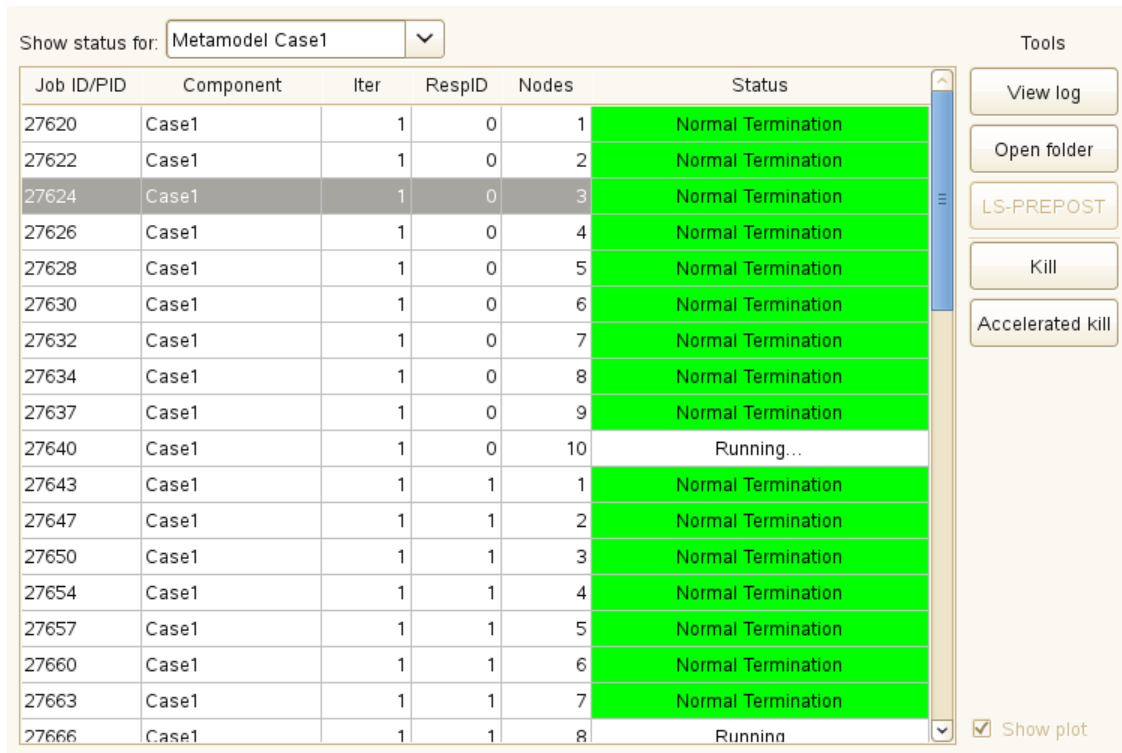 Show status for: Metamodel Case1
Tools
Job ID/PID Component Iter RespID Nodes Status
View log
27620 Case1 1 0 1 Normal Termination
27622 Case1 1 0 2 Normal Termination
Open folder
27624 Case1 1 0 3 Normal Termination
LS-PREPOST
27626 Case1 1 0 4 Normal Termination
27628 Case1 1 0 5 Normal Termination
Kill
27630 Case1 1 0 6 Normal Termination
Accelerated kill
27632 Case1 1 0 7 Normal Termination
27634 Case1 1 0 8 Normal Termination
27637 Case1 1 0 9 Normal Termination
27640 Case1 1 0 10 Running...
27643 Case1 1 1 1 Normal Termination
27647 Case1 1 1 2 Normal Termination
27650 Case1 1 1 3 Normal Termination
27654 Case1 1 1 4 Normal Termination
27657 Case1 1 1 5 Normal Termination
27660 Case1 1 1 6 Normal Termination
27663 Case1 1 1 7 Normal Termination
27666 Case1 1 1 8 Running
Show plot